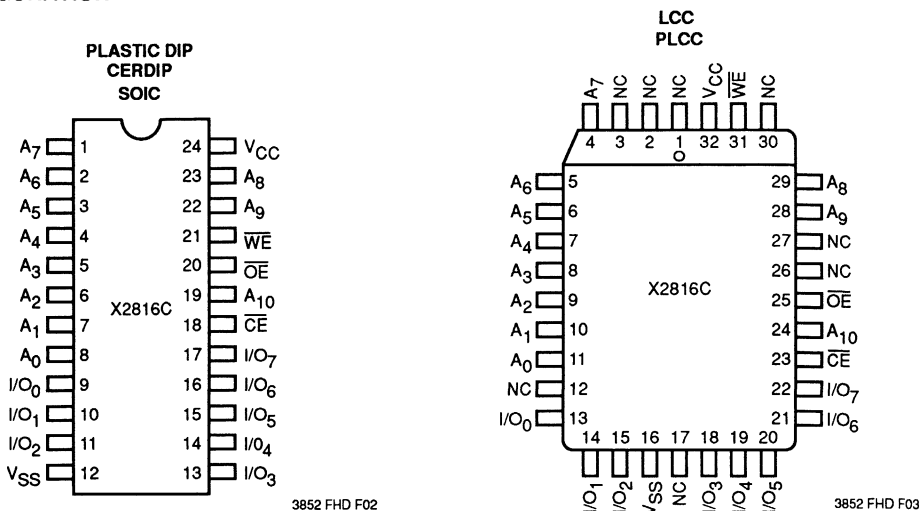 PLASTIC DIP
CERDIP
SOIC
A7 1 24 VCC
A6 2 23 A8
A5 3 22 A9
A4 4 21 WE
A3 5 20 OE
A2 6 19 A10
X2816C
A1 7 18 CE
A0 8 17 I/O7
I/O0 9 16 I/O6
I/O1 10 15 I/O5
I/O2 11 14 I/04
VSS 12 13 I/O3
3852 FHD F02
LCC
PLCC
A7 NC NC NC VCC WE NC
4 3 2 1 32 31 30
A6 5 29 A8
A5 6 28 A9
A4 7 27 NC
A3 8 26 NC
X2816C
A2 9 25 OE
A1 10 24 A10
A0 11 23 CE
NC 12 22 I/O7
I/O0 13 21 I/O6
14 15 16 17 18 19 20
I/O1 I/O2 VSS NC I/O3 I/O4 I/O5
3852 FHD F03